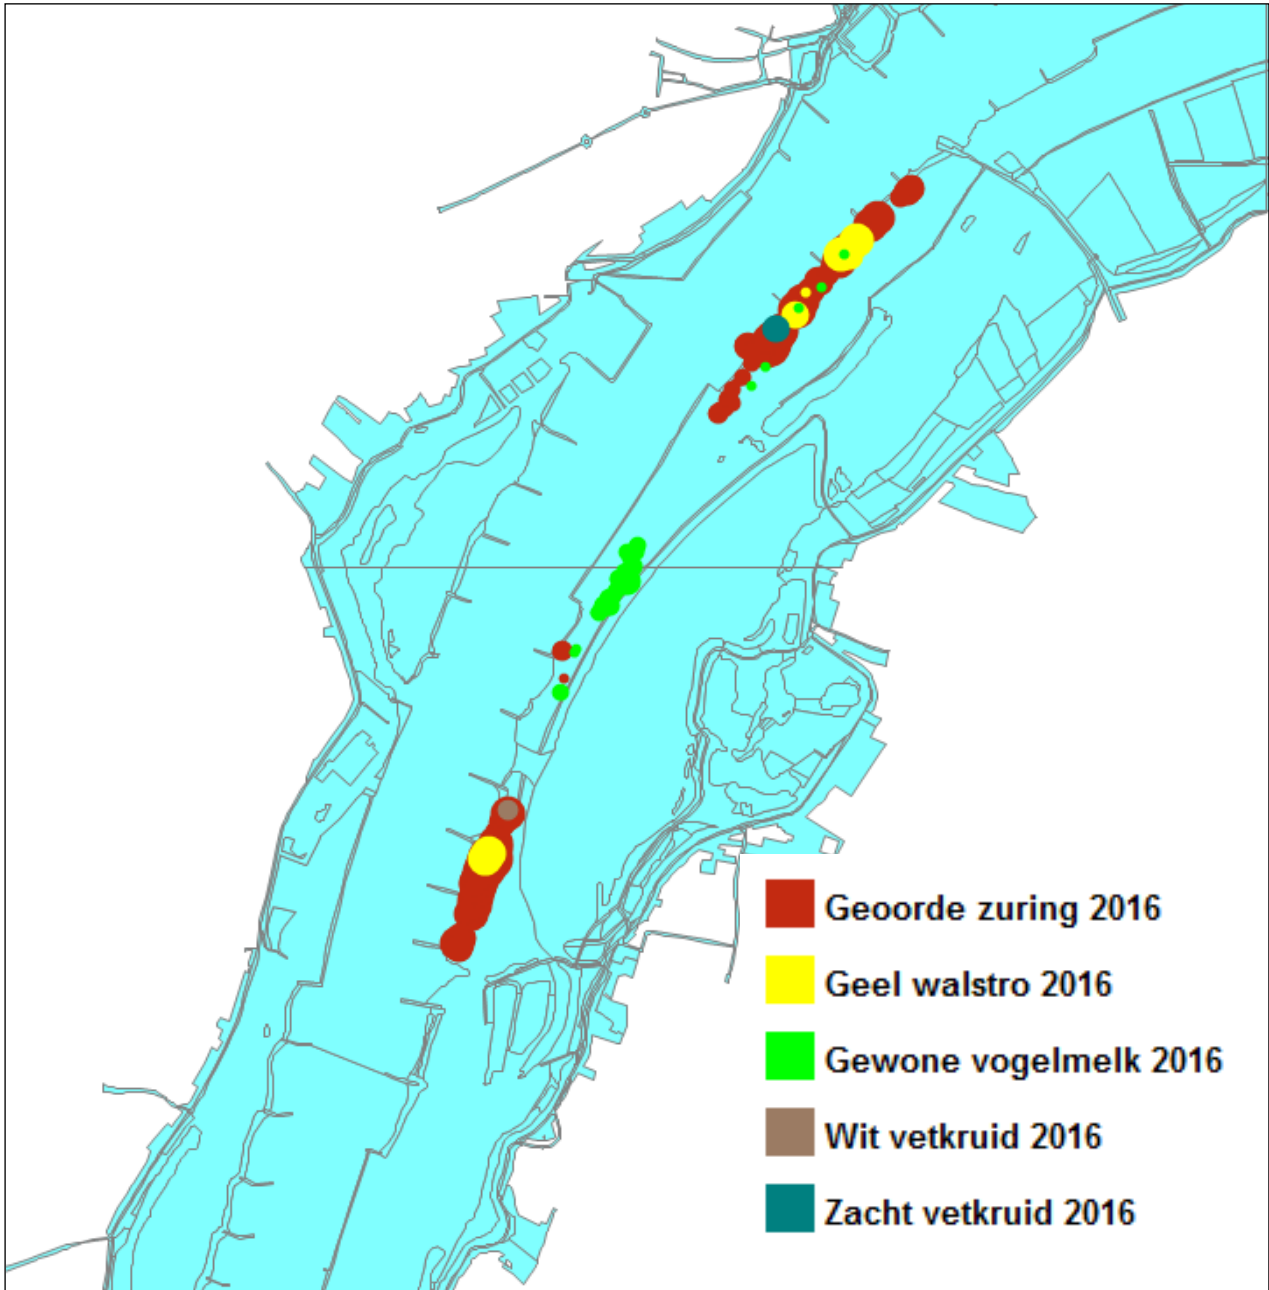 Geoorde zuring 2016
Geel walstro 2016
Gewone vogelmelk 2016
Wit vetkruid 2016
Zacht vetkruid 2016